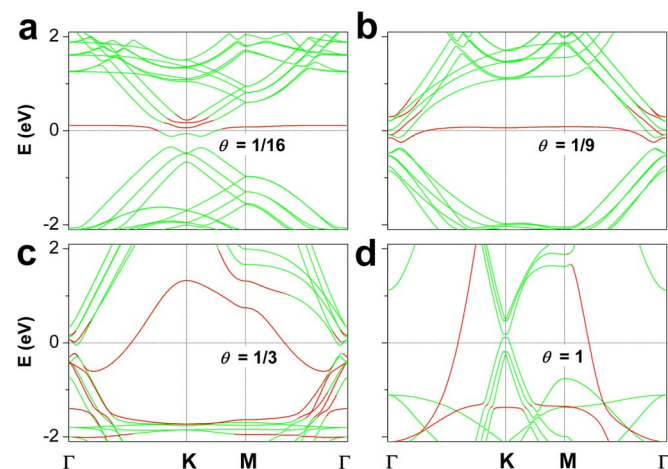 a
b
2
0
-2
E (eV)
θ = 1/16
K
M
θ = 1/9
K
M
c
d
2
0
-2
E (eV)
θ = 1/3
θ = 1
Γ K M Γ K M Γ